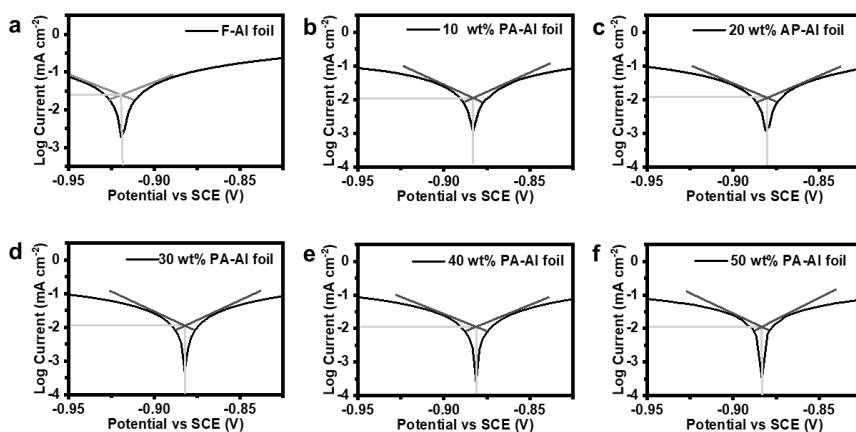 a
F-Al foil
0
-1
-2
-3
Log Current (mA cm-2)
-0.95 -0.90 -0.85
Potential vs SCE (V)
b
10 wt% PA-Al foil
0
-1
-2
-3
-4
Log Current (mA cm-2)
-0.95 -0.90 -0.85
Potential vs SCE (V)
c
20 wt% AP-Al foil
0
-1
-2
-3
-4
Log Current (mA cm-2)
-0.95 -0.90 -0.85
Potential vs SCE (V)
d
30 wt% PA-Al foil
0
-1
-2
-3
-4
Log Current (mA cm-2)
-0.95 -0.90 -0.85
Potential vs SCE (V)
e
40 wt% PA-Al foil
0
-1
-2
-3
-4
Log Current (mA cm-2)
-0.95 -0.90 -0.85
Potential vs SCE (V)
f
50 wt% PA-Al foil
0
-1
-2
-3
-4
Log Current (mA cm-2)
-0.95 -0.90 -0.85
Potential vs SCE (V)